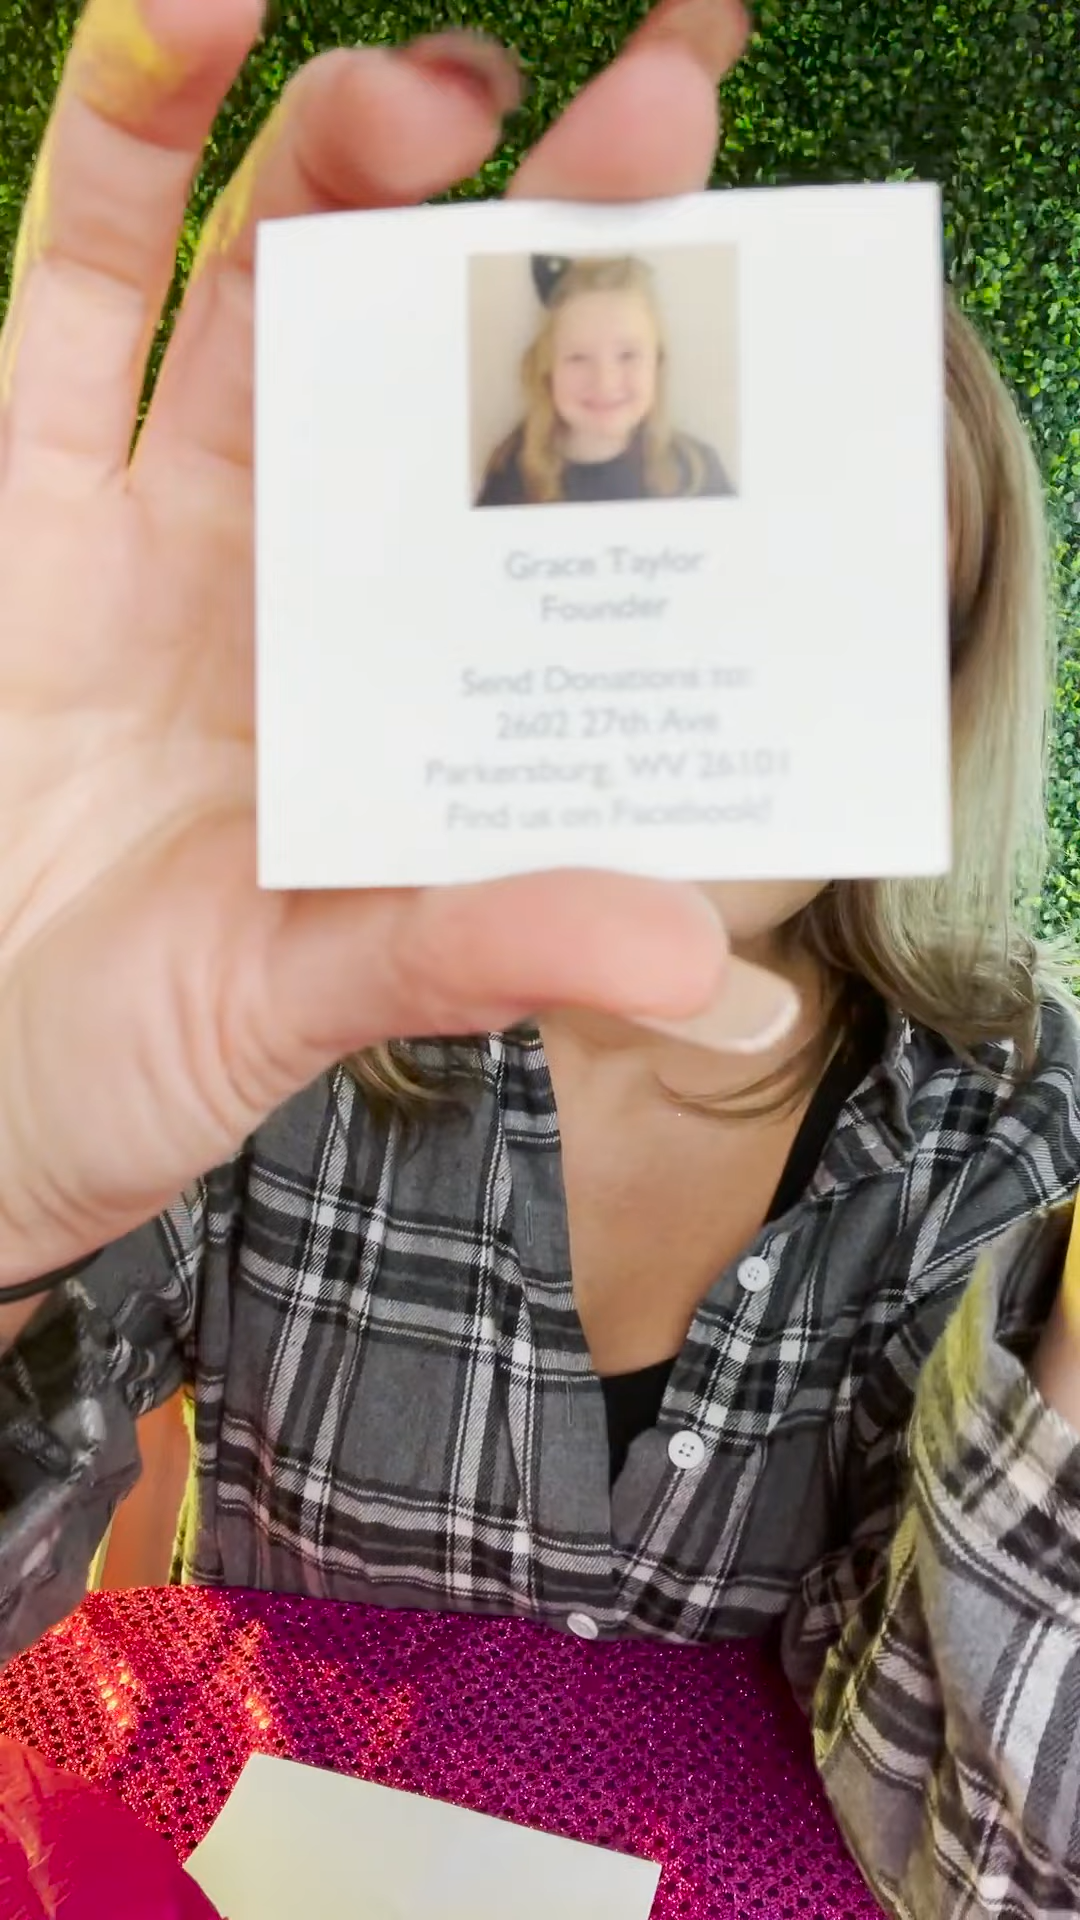 Grace Taylor
Founder
Send Donations to:
2602 27th Ave
Parkersburg, WV 26101
Find us on Facebook!